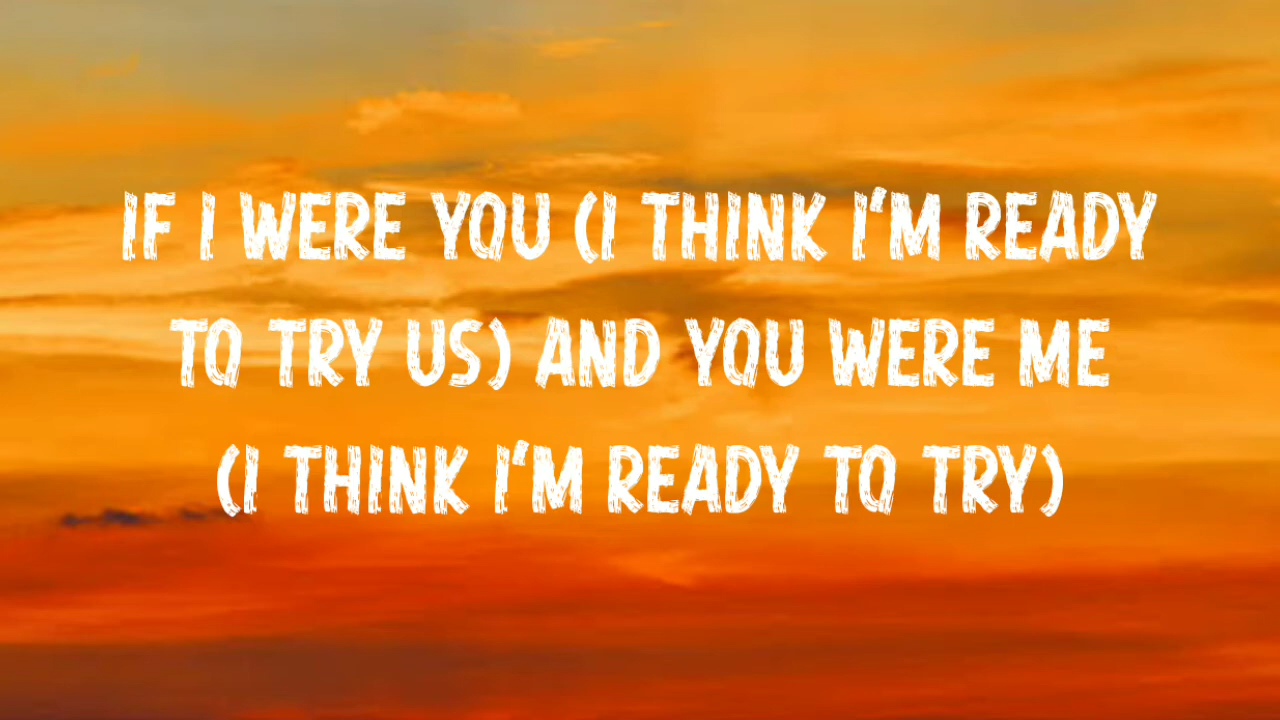 IF I WERE YOU (I THINK I'M READY
TO TRY US) AND YOU WERE ME
(I THINK I'M READY TO TRY)